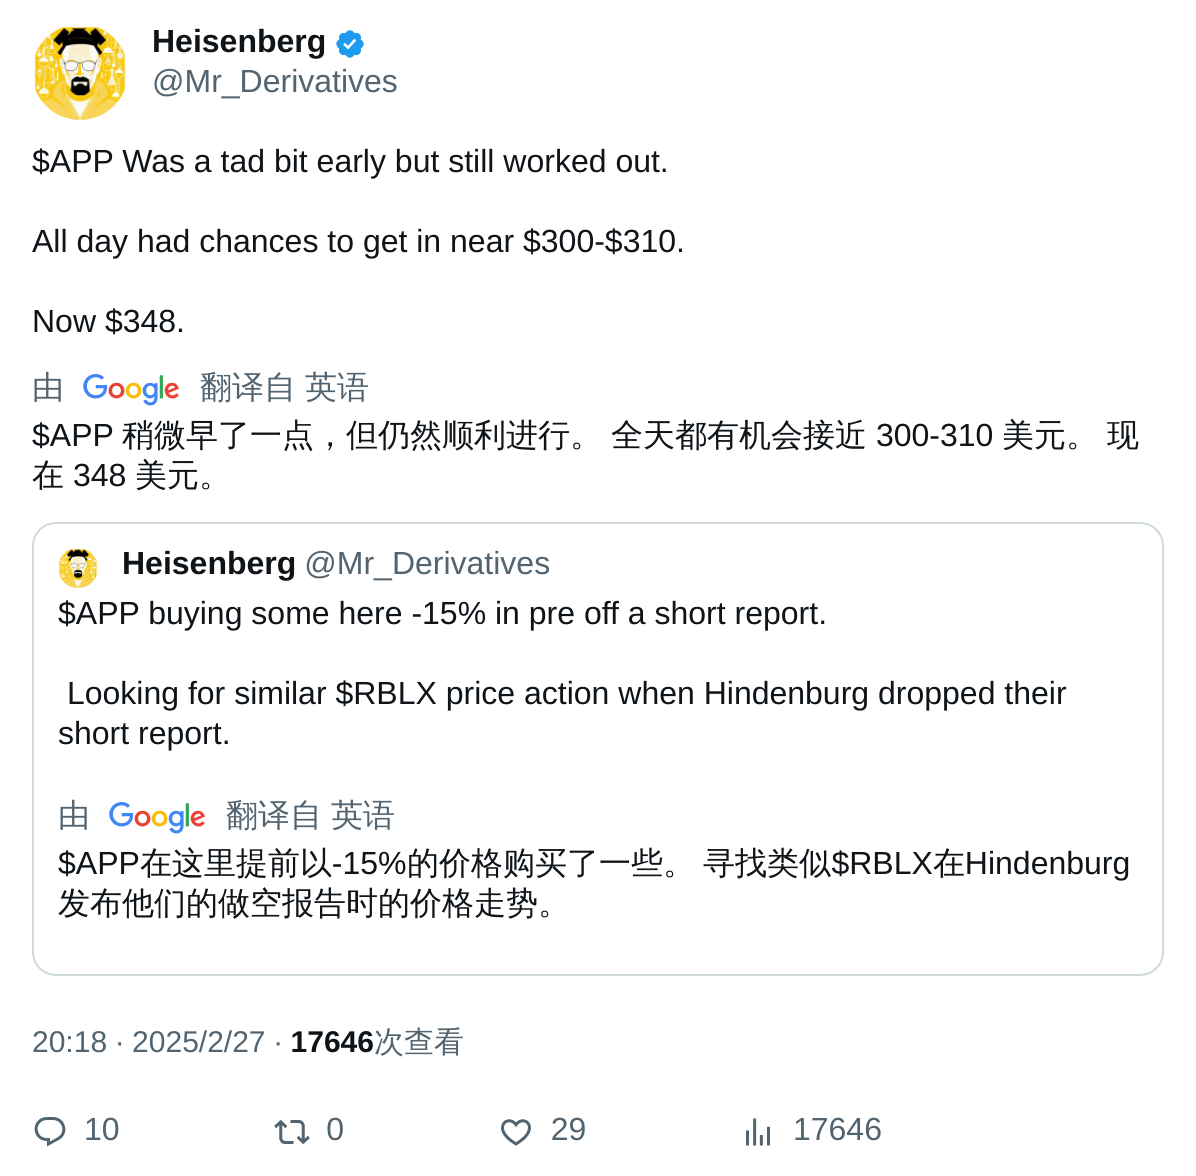 Heisenberg
@Mr_Derivatives
$APP Was a tad bit early but still worked out.
All day had chances to get in near $300-$310.
Now $348.
由 Google 翻译自 英语
$APP 稍微早了一点，但仍然顺利进行。 全天都有机会接近 300-310 美元。 现
在 348 美元。
Heisenberg @Mr_Derivatives
$APP buying some here -15% in pre off a short report.
Looking for similar $RBLX price action when Hindenburg dropped their
short report.
由 Google 翻译自 英语
$APP在这里提前以-15%的价格购买了一些。 寻找类似$RBLX在Hindenburg
发布他们的做空报告时的价格走势。
20:18 · 2025/2/27 · 17646次查看
10 0 29 17646